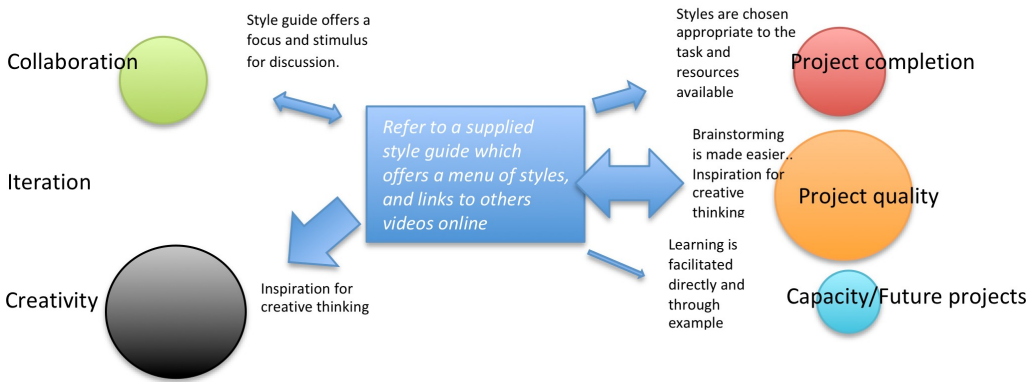 Collaboration
Style guide offers a
focus and stimulus
for discussion.
Styles are chosen
appropriate to the
task and
resources
available
Project completion
Refer to a supplied
style guide which
offers a menu of styles,
and links to others
videos online
Iteration
Brainstorming
is made easier..
Inspiration for
creative
thinking
Project quality
Creativity
Inspiration for
creative thinking
Learning is
facilitated
directly and
through
example
Capacity/Future projects